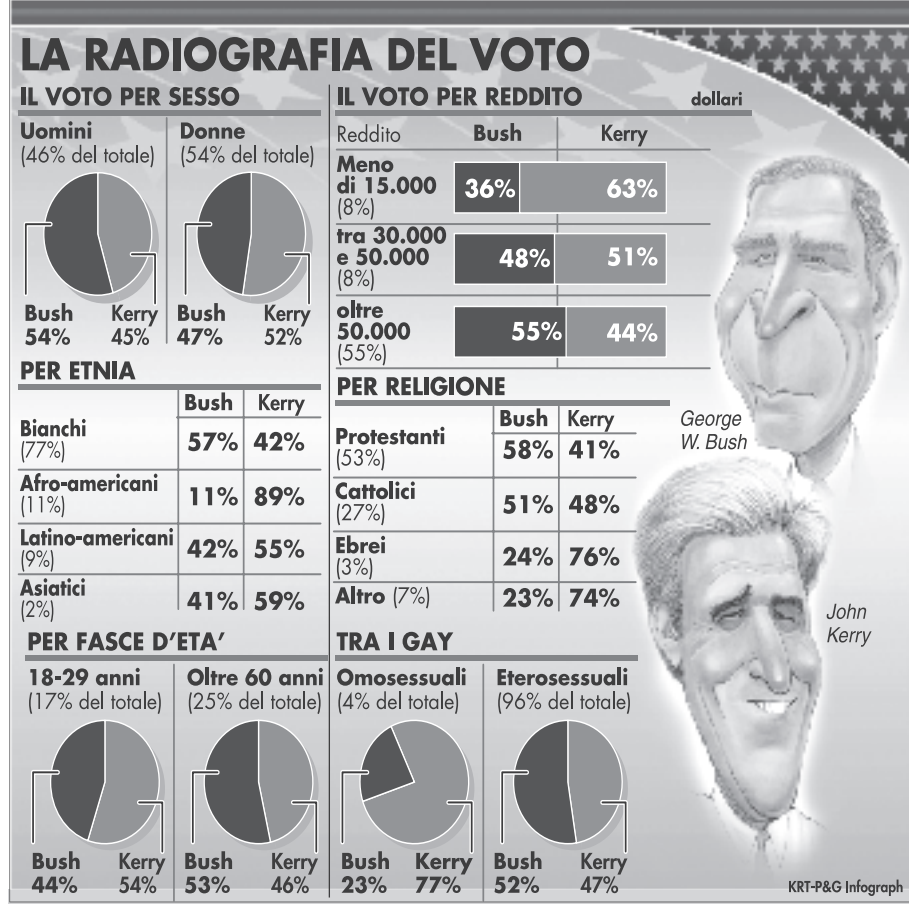 LA RADIOGRAFIA DEL VOTO
IL VOTO PER SESSO
Uomini
(46% del totale)
Bush
54%
Kerry
45%
Donne
(54% del totale)
Bush
47%
Kerry
52%
IL VOTO PER REDDITO
dollari
Reddito Bush Kerry
Meno
di 15.000
(8%)
36% 63%
tra 30.000
e 50.000
(8%)
48% 51%
oltre
50.000
(55%)
55% 44%
PER ETNIA
Bush Kerry
Bianchi
(77%)
57% 42%
Afro-americani
(11%)
11% 89%
Latino-americani
(9%)
42% 55%
Asiatici
(2%)
41% 59%
PER RELIGIONE
Bush Kerry
Protestanti
(53%)
58% 41%
Cattolici
(27%)
51% 48%
Ebrei
(3%)
24% 76%
Altro (7%)
23% 74%
George
W. Bush
John
Kerry
PER FASCE D'ETA'
18-29 anni
(17% del totale)
Bush
44%
Kerry
54%
Oltre 60 anni
(25% del totale)
Bush
53%
Kerry
46%
TRA I GAY
Omosessuali
(4% del totale)
Bush
23%
Kerry
77%
Eterosessuali
(96% del totale)
Bush
52%
Kerry
47%
KRT-P&G Infograph